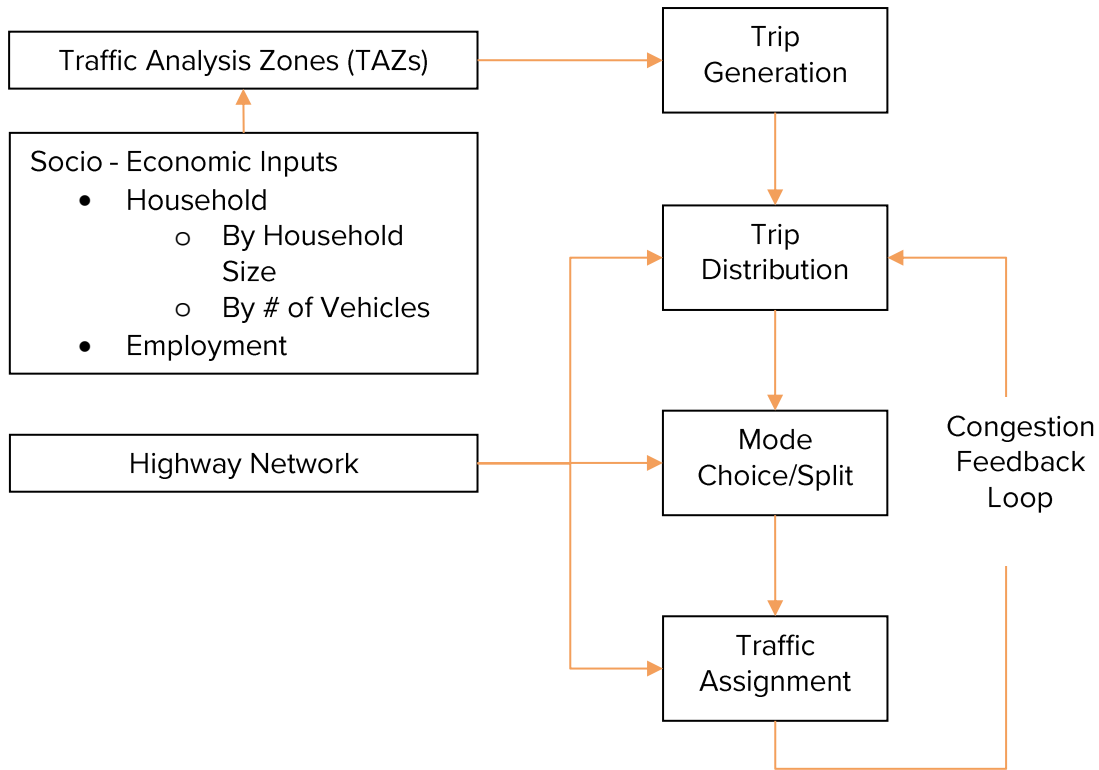 Traffic Analysis Zones (TAZs)
Socio - Economic Inputs
• Household
o By Household
Size
o By # of Vehicles
• Employment
Highway Network
Trip
Generation
Trip
Distribution
Mode
Choice/Split
Traffic
Assignment
Congestion
Feedback
Loop